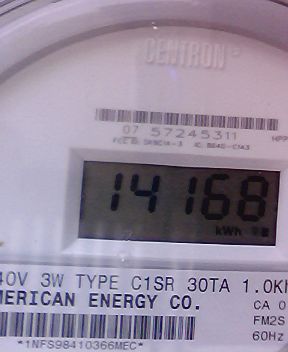 CENTRON
07 57245311
14168
kWh
40V 3W TYPE C1SR 30TA 1.0Kh
MERICAN ENERGY CO.
CA 0
FM2S
60Hz
*1NFS98410366MEC*